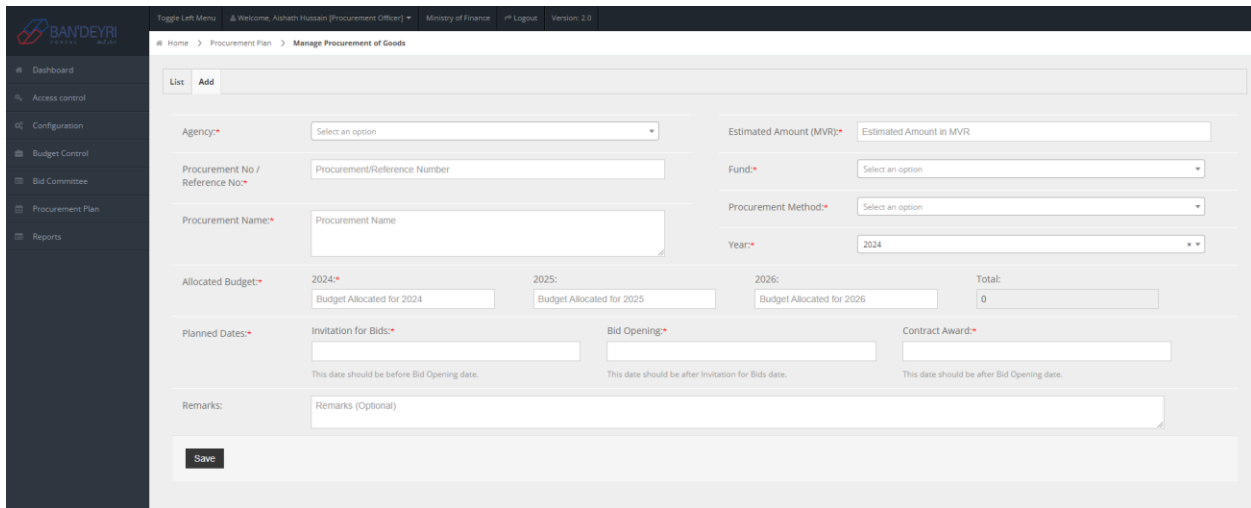 BAN'DEYRI
PORTAL
Toggle Left Menu
Welcome, Aishath Hussain [Procurement Officer]
Ministry of Finance
Logout
Version: 2.0
Home > Procurement Plan > Manage Procurement of Goods
Dashboard
Access control
Configuration
Budget Control
Bid Committee
Procurement Plan
Reports
List
Add
Agency:*
Select an option
Estimated Amount (MVR):*
Estimated Amount in MVR
Procurement No /
Reference No:*
Procurement/Reference Number
Fund:*
Select an option
Procurement Name:*
Procurement Name
Procurement Method:*
Select an option
Year:*
2024
Allocated Budget:*
2024:*
2025:
2026:
Total:
Budget Allocated for 2024
Budget Allocated for 2025
Budget Allocated for 2026
0
Planned Dates:*
Invitation for Bids:*
Bid Opening:*
Contract Award:*
This date should be before Bid Opening date.
This date should be after Invitation for Bids date.
This date should be after Bid Opening date.
Remarks:
Remarks (Optional)
Save